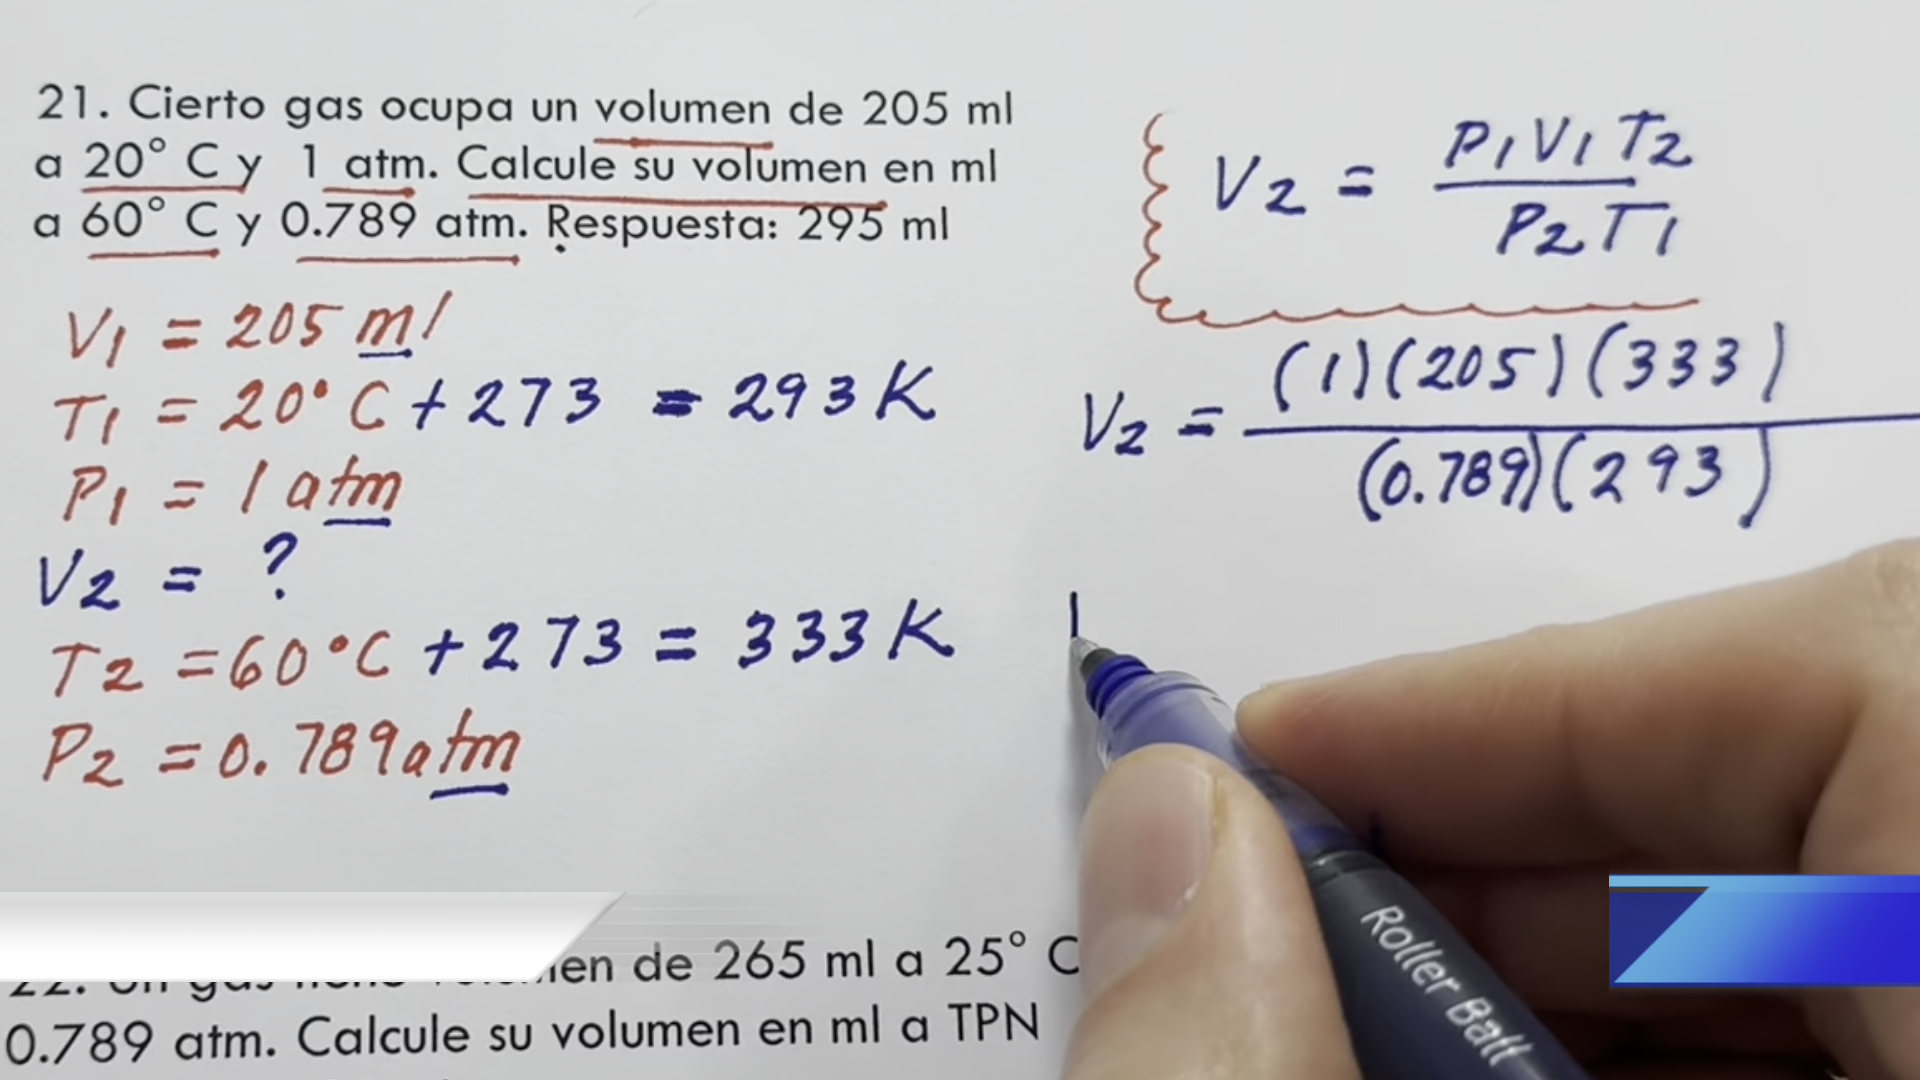 21. Cierto gas ocupa un volumen de 205 ml
a 20° C y 1 atm. Calcule su volumen en ml
a 60° C y 0.789 atm. Respuesta: 295 ml
V1 = 205 ml
T1 = 20°C + 273 = 293 K
P1 = 1 atm
V2 = ?
T2 = 60°C + 273 = 333 K
P2 = 0.789 atm
V2 = P1V1T2
P2T1
V2 = (1)(205)(333)
(0.789)(293)
de 265 ml a 25° C
0.789 atm. Calcule su volumen en ml a TPN
Roller Ball